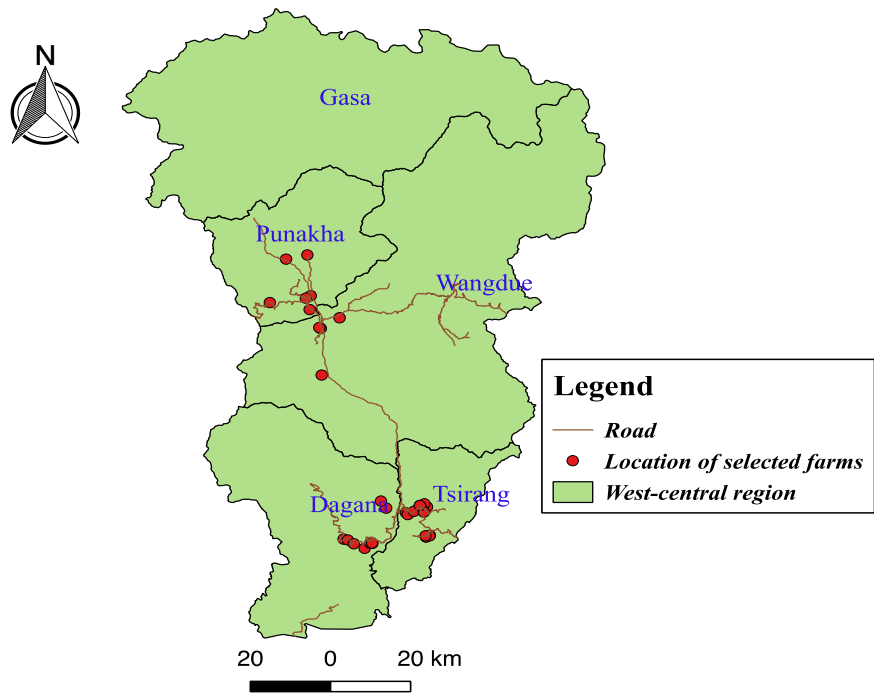 N
Gasa
Punakha
Wangdue
Legend
Road
Location of selected farms
West-central region
Dagana
Tsirang
20 0 20 km